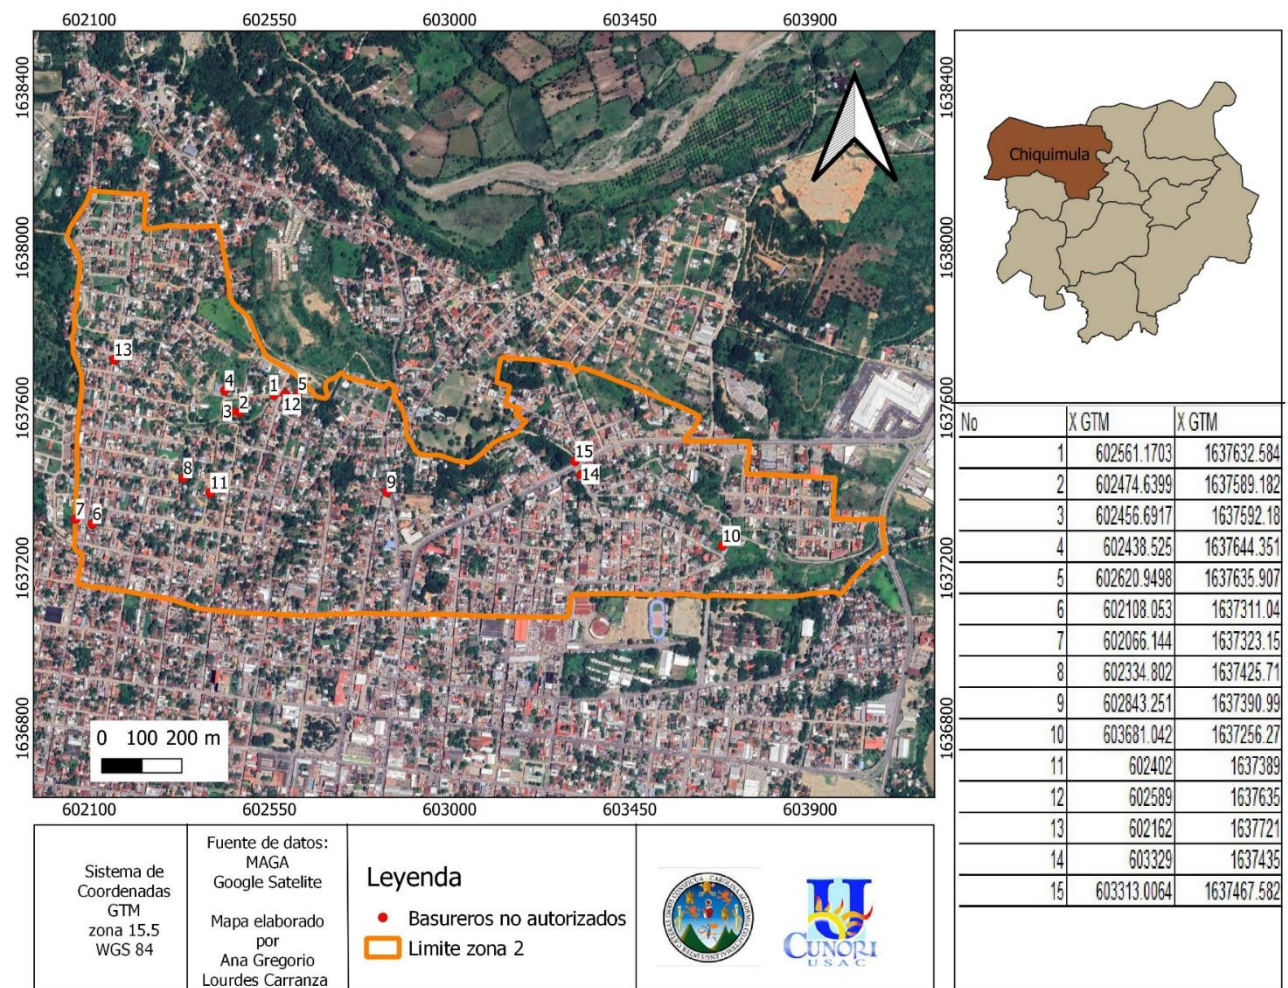 602100 602550 603000 603450 603900
1638400
1638000
1637600
1637200
1636800
13
4
2
3
1
5
12
8
11
7
6
9
15
14
10
0 100 200 m
602100 602550 603000 603450 603900
1638400
1638000
1637600
1637200
1636800
Chiquimula
No X GTM X GTM
1 602561.1703 1637632.584
2 602474.6399 1637589.182
3 602456.6917 1637592.18
4 602438.525 1637644.351
5 602620.9498 1637635.907
6 602108.053 1637311.04
7 602066.144 1637323.15
8 602334.802 1637425.71
9 602843.251 1637390.99
10 603681.042 1637256.27
11 602402 1637389
12 602589 1637635
13 602162 1637721
14 603329 1637435
15 603313.0064 1637467.582
Sistema de
Coordenadas
GTM
zona 15.5
WGS 84
Fuente de datos:
MAGA
Google Satelite
Mapa elaborado
por
Ana Gregorio
Lourdes Carranza
Leyenda
Basureros no autorizados
Limite zona 2
CUNORI
USAC